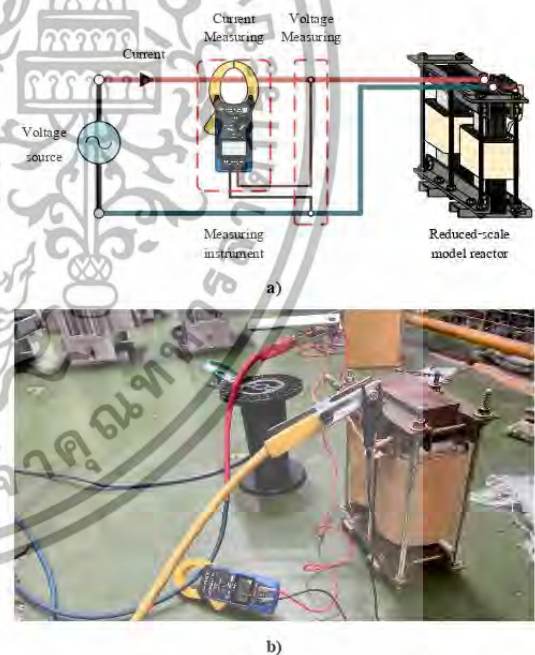 Current
Measuring
Voltage
Measuring
Current
Voltage
source
Measuring
instrument
Reduced-scale
model reactor
a)
b)